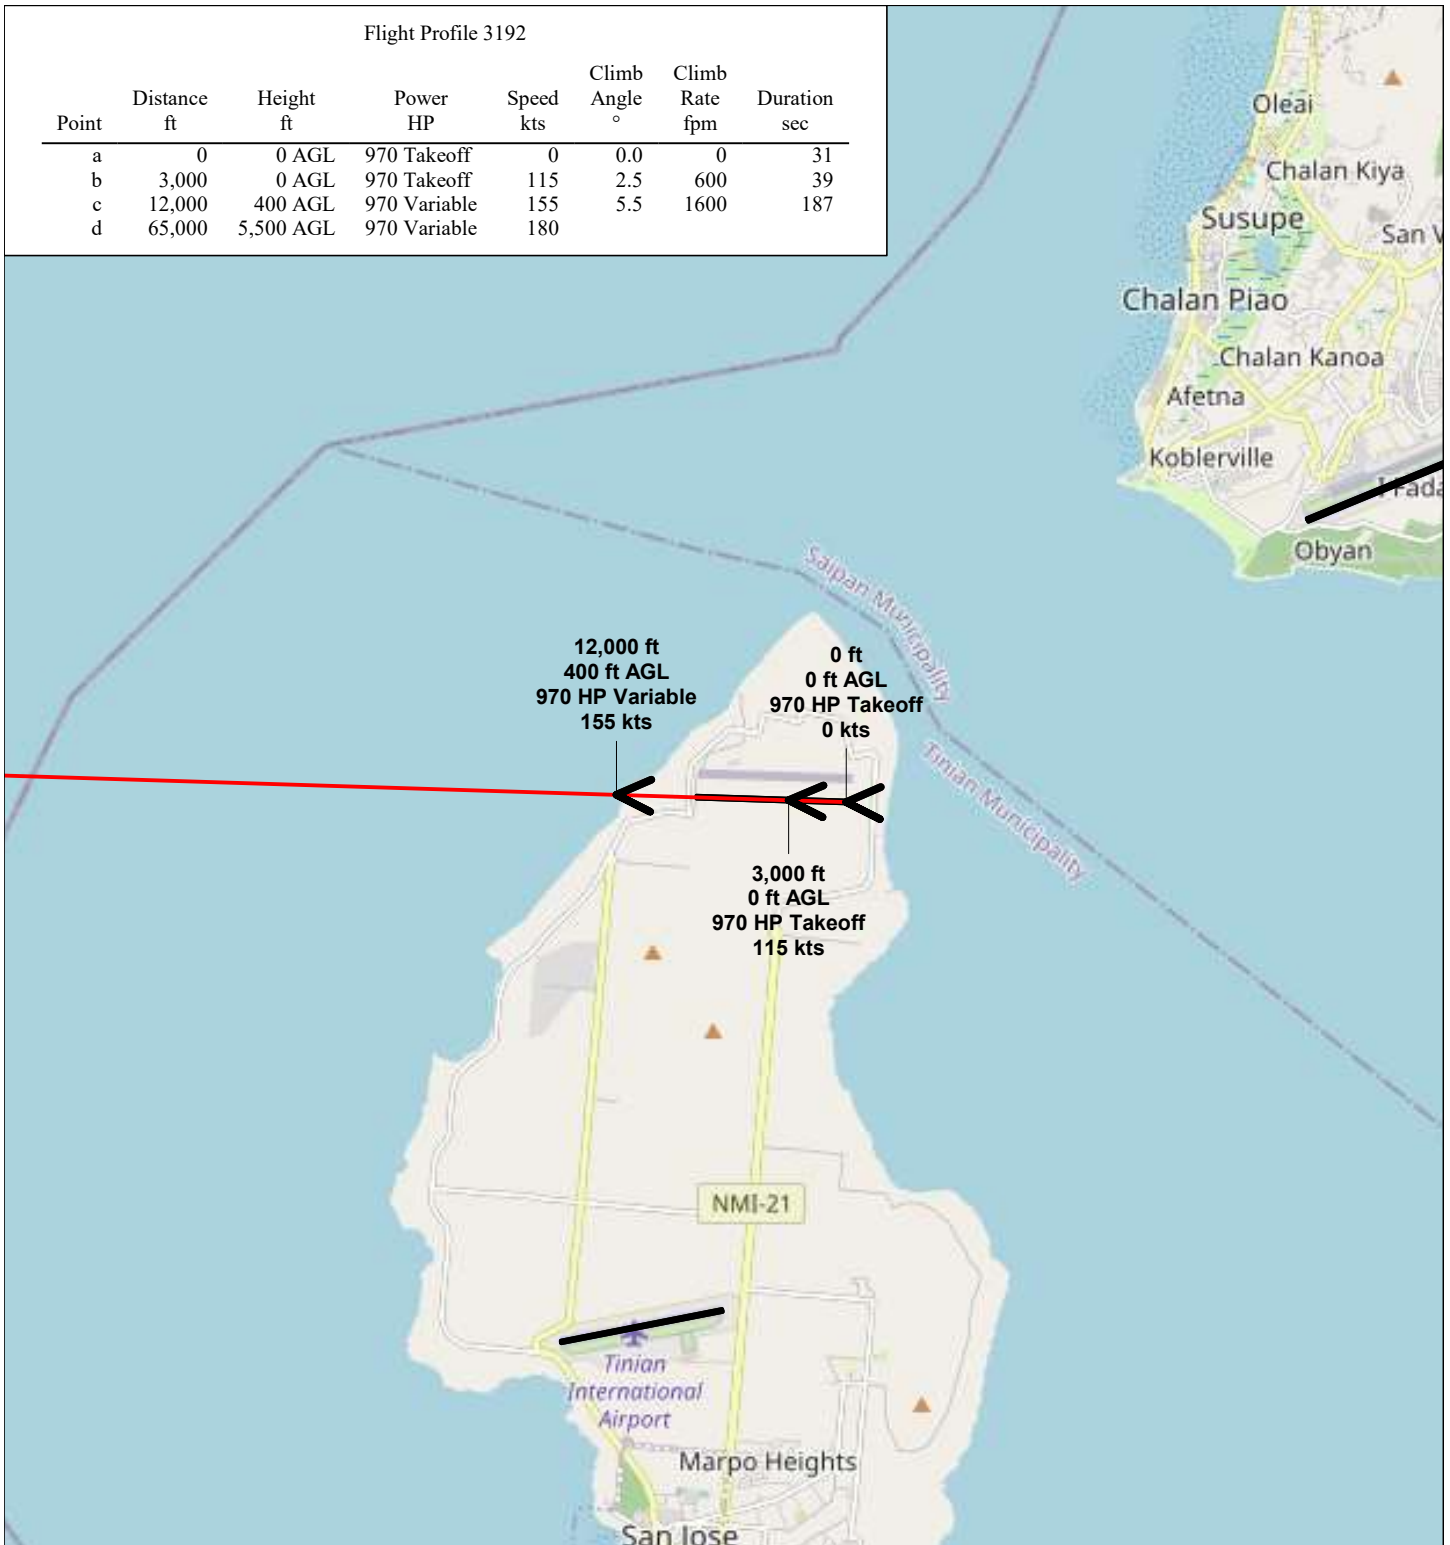 Flight Profile 3192
Climb Climb
Distance Height Power Speed Angle Rate Duration
Point ft ft HP kts ° fpm sec
a 0 0 AGL 970 Takeoff 0 0.0 0 31
b 3,000 0 AGL 970 Takeoff 115 2.5 600 39
c 12,000 400 AGL 970 Variable 155 5.5 1600 187
d 65,000 5,500 AGL 970 Variable 180
Oleai
Chalan Kiya
Susupe
San V
Chalan Piao
Chalan Kanoa
Afetna
Koblerville
I Fada
Obyan
Saipan Municipality
Tinian Municipality
12,000 ft
400 ft AGL
970 HP Variable
155 kts
0 ft
0 ft AGL
970 HP Takeoff
0 kts
3,000 ft
0 ft AGL
970 HP Takeoff
115 kts
NMI-21
Tinian
International
Airport
Marpo Heights
San Jose